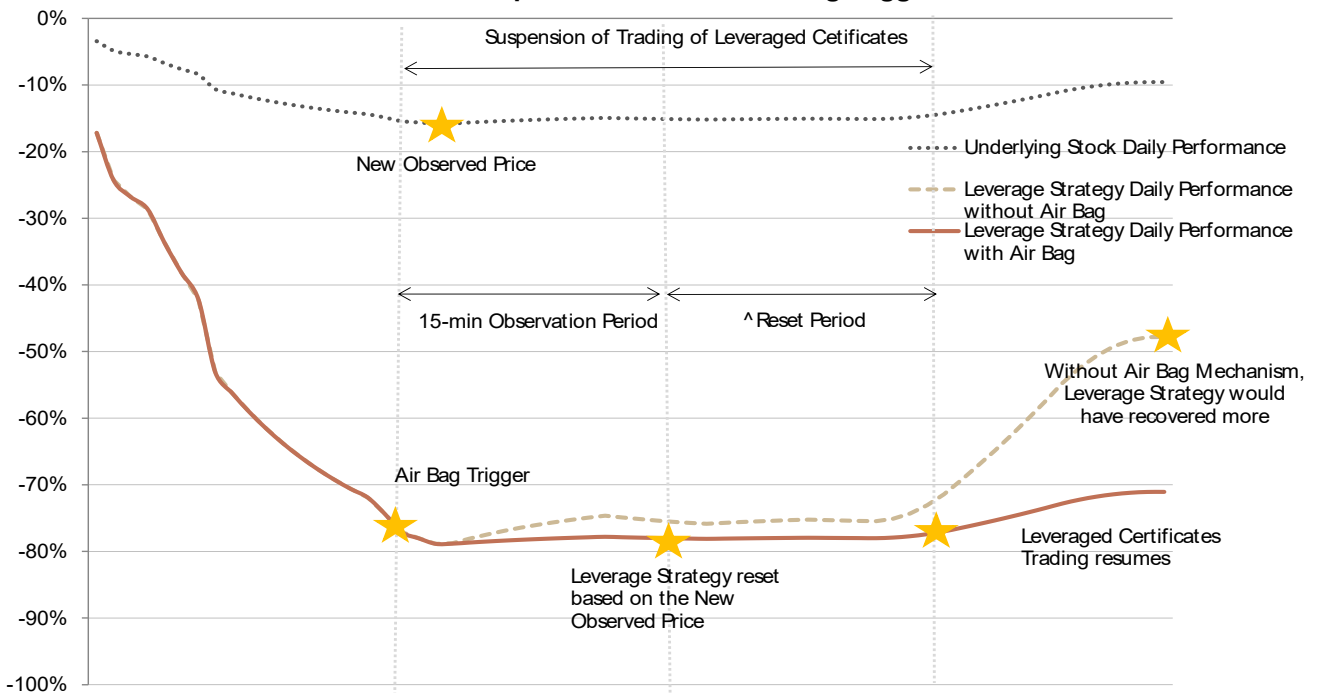 0%
Suspension of Trading of Leveraged Cetificates
-10%
-20%
New Observed Price
Underlying Stock Daily Performance
Leverage Strategy Daily Performance
without Air Bag
Leverage Strategy Daily Performance
with Air Bag
-30%
-40%
15-min Observation Period
^Reset Period
-50%
Without Air Bag Mechanism,
Leverage Strategy would
have recovered more
-60%
-70%
Air Bag Trigger
-80%
Leveraged Certificates
Trading resumes
Leverage Strategy reset
based on the New
Observed Price
-90%
-100%